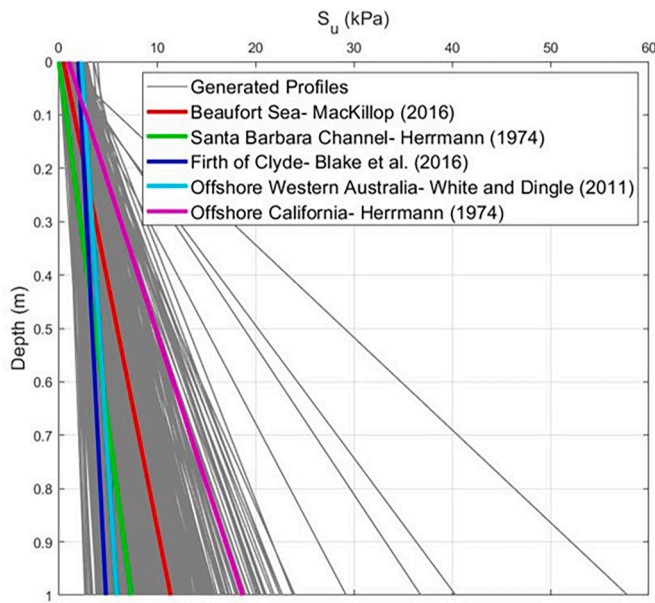 S_u (kPa)
0 10 20 30 40 50 60
Generated Profiles
Beaufort Sea- MacKillop (2016)
Santa Barbara Channel- Herrmann (1974)
Firth of Clyde- Blake et al. (2016)
Offshore Western Australia- White and Dingle (2011)
Offshore California- Herrmann (1974)
Depth (m)
0
0.1
0.2
0.3
0.4
0.5
0.6
0.7
0.8
0.9
1